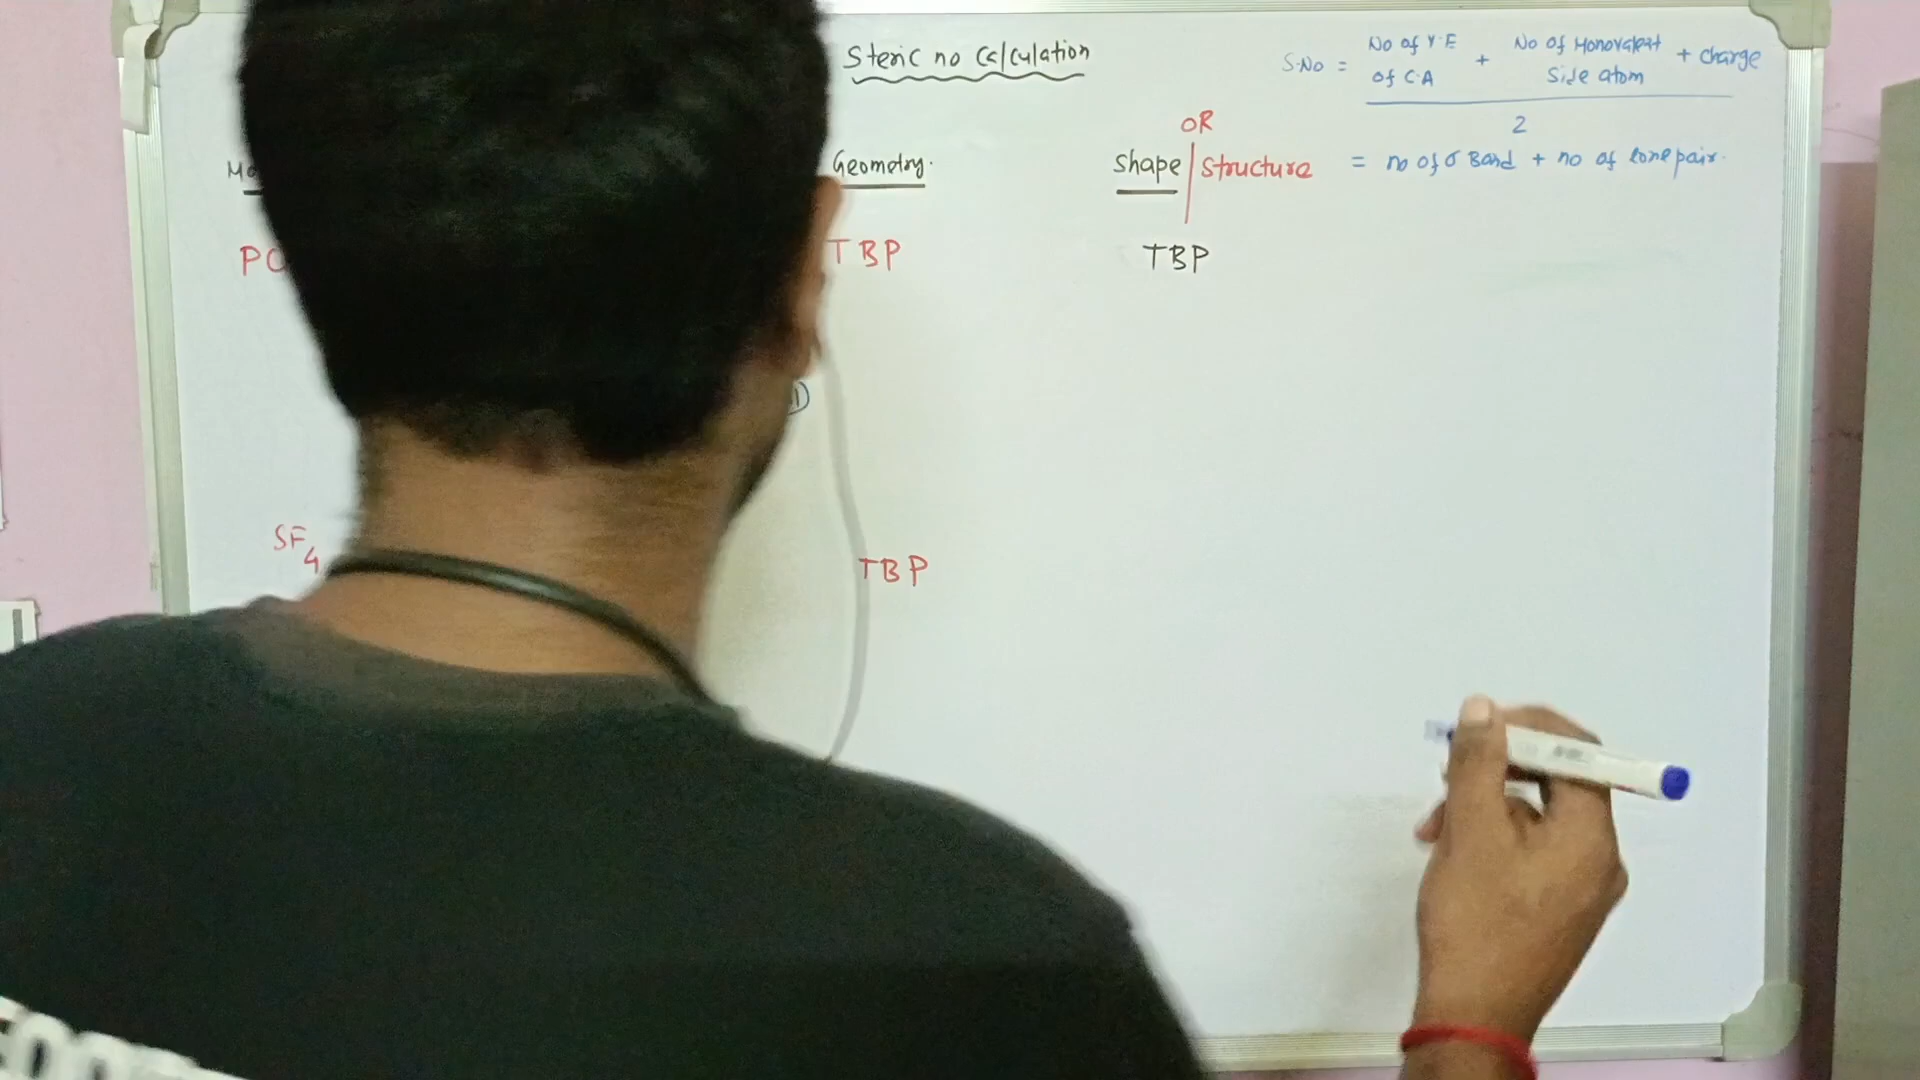 Steric no Calculation
S.No = No of V.E of C.A + No of Monovalent Side atom + charge
2
= no of σ Bond + no of lone pair.
Geometry.
OR
Shape | Structure
PC
TBP
TBP
SF4
TBP